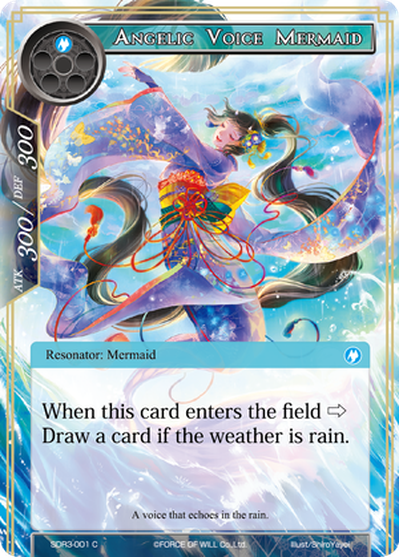 Angelic Voice Mermaid
ATK 300 / DEF 300
Resonator: Mermaid
When this card enters the field ⇨
Draw a card if the weather is rain.
A voice that echoes in the rain.
SDR3-001 C ©FORCE OF WILL Co.,Ltd. Illust/ShiroYayoi